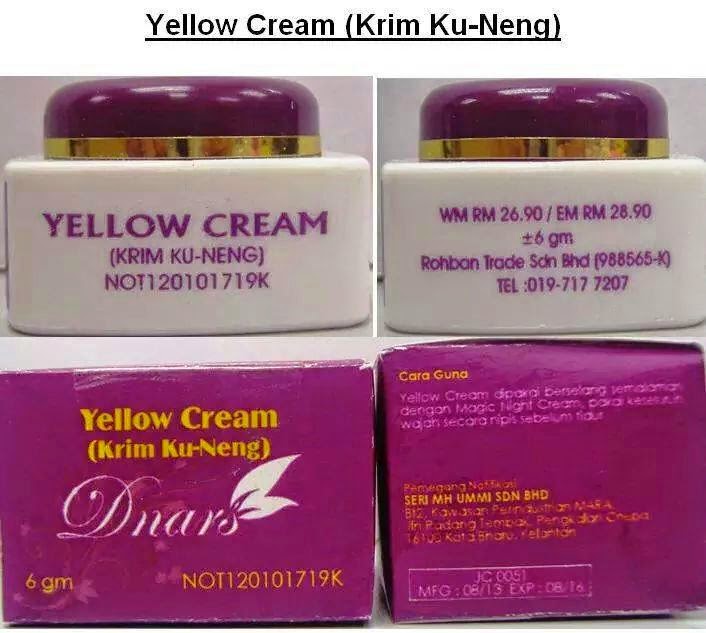 Yellow Cream (Krim Ku-Neng)
YELLOW CREAM
(KRIM KU-NENG)
NOT120101719K
WM RM 26.90 / EM RM 28.90
±6 gm
Rohban Trade Sdn Bhd (988565-K)
TEL :019-717 7207
Yellow Cream
(Krim Ku-Neng)
Dnars
6 gm
NOT120101719K
Cara Guna
Yellow Cream dipakai berselang semalaman
dengan Magic Night Cream, pakai keseluruh
wajah secara nipis sebelum tidur
Pemegang Notifikasi
SERI MH UMMI SDN BHD
B12, Kawasan Perindustrian MARA,
Jln Padang Tembak, Pengkalan Chepa
16100 Kota Bharu, Kelantan
JC 0051
MFG : 08/13 EXP : 08/16